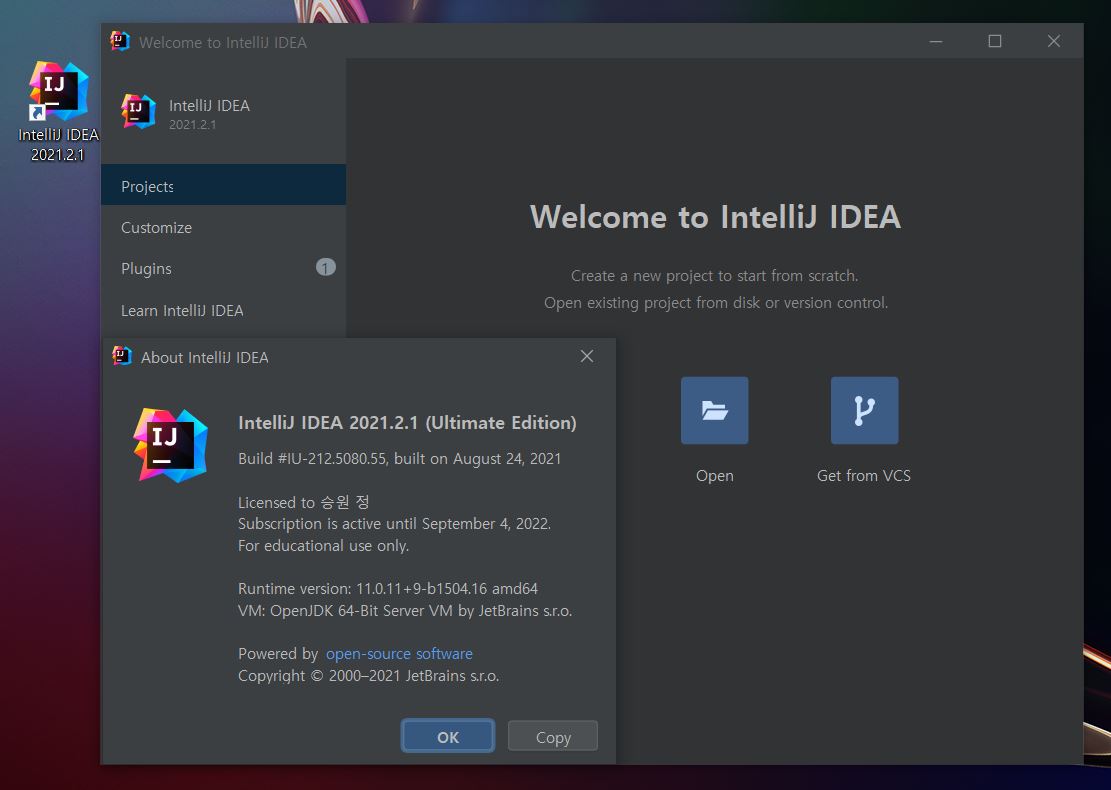 IntelliJ IDEA
2021.2.1
Welcome to IntelliJ IDEA
IntelliJ IDEA
2021.2.1
Projects
Customize
Plugins 1
Learn IntelliJ IDEA
Welcome to IntelliJ IDEA
Create a new project to start from scratch.
Open existing project from disk or version control.
Open
Get from VCS
About IntelliJ IDEA
IJ
IntelliJ IDEA 2021.2.1 (Ultimate Edition)
Build #IU-212.5080.55, built on August 24, 2021
Licensed to 승원 정
Subscription is active until September 4, 2022.
For educational use only.
Runtime version: 11.0.11+9-b1504.16 amd64
VM: OpenJDK 64-Bit Server VM by JetBrains s.r.o.
Powered by open-source software
Copyright © 2000–2021 JetBrains s.r.o.
OK
Copy